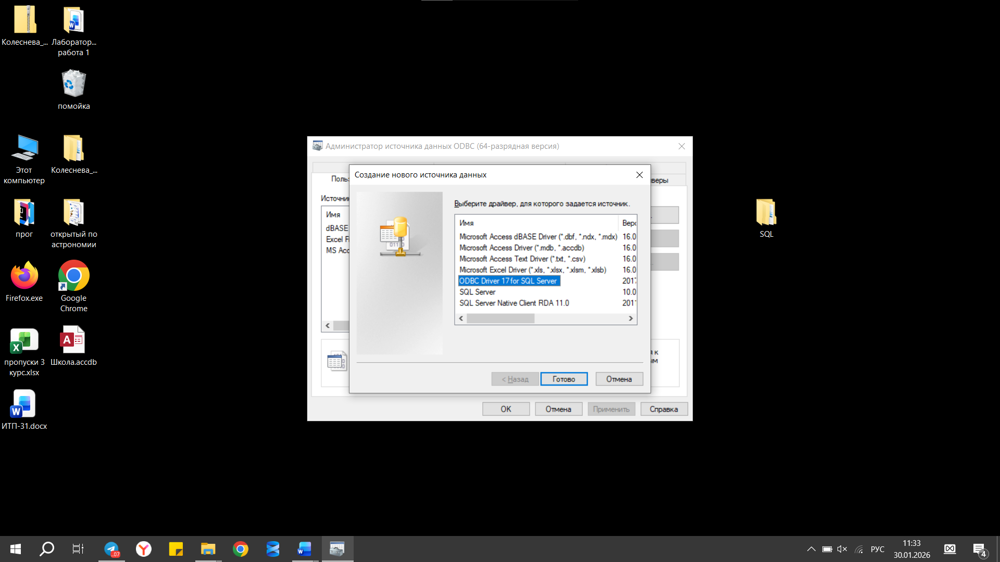 Колеснева_...
Лаборатор...
работа 1
помойка
Этот
компьютер
Колеснева_...
прог
открытый по
астрономии
Firefox.exe
Google
Chrome
пропуски 3
курс.xlsx
Школа.accdb
ИТП-31.docx
SQL
Администратор источника данных ODBC (64-разрядная версия)
Поль
веры
Источни
Имя
dBASE
Excel F
MS Acc
я к
ым
OK
Отмена
Применить
Справка
Создание нового источника данных
Выберите драйвер, для которого задается источник.
Имя Верс
Microsoft Access dBASE Driver (*.dbf, *.ndx, *.mdx) 16.0
Microsoft Access Driver (*.mdb, *.accdb) 16.0
Microsoft Access Text Driver (*.txt, *.csv) 16.0
Microsoft Excel Driver (*.xls, *.xlsx, *.xlsm, *.xlsb) 16.0
ODBC Driver 17 for SQL Server 2017
SQL Server 10.0
SQL Server Native Client RDA 11.0 2011
< Назад
Готово
Отмена
..07
РУС
11:33
30.01.2026
4